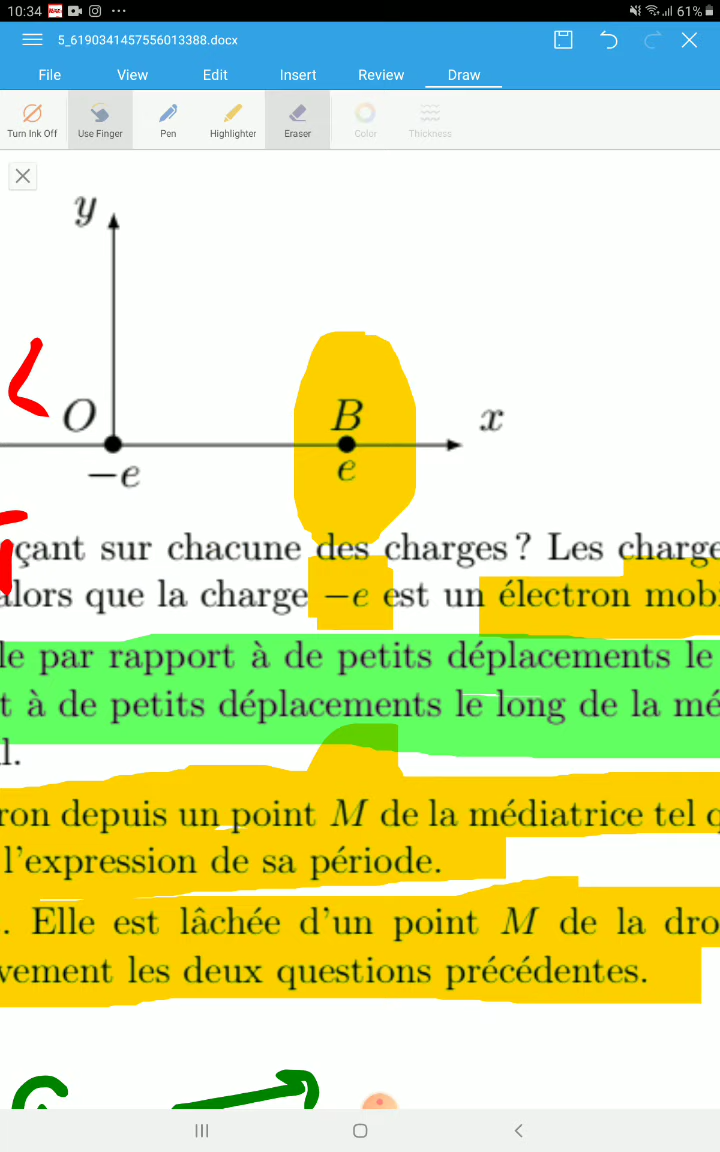 10:34
61%
5_6190341457556013388.docx
File View Edit Insert Review Draw
Turn Ink Off Use Finger Pen Highlighter Eraser Color Thickness
y
O B x
−e e
çant sur chacune des charges ? Les charge
alors que la charge −e est un électron mobi
le par rapport à de petits déplacements le
t à de petits déplacements le long de la mé
l.
ron depuis un point M de la médiatrice tel q
l'expression de sa période.
. Elle est lâchée d'un point M de la dro
vement les deux questions précédentes.